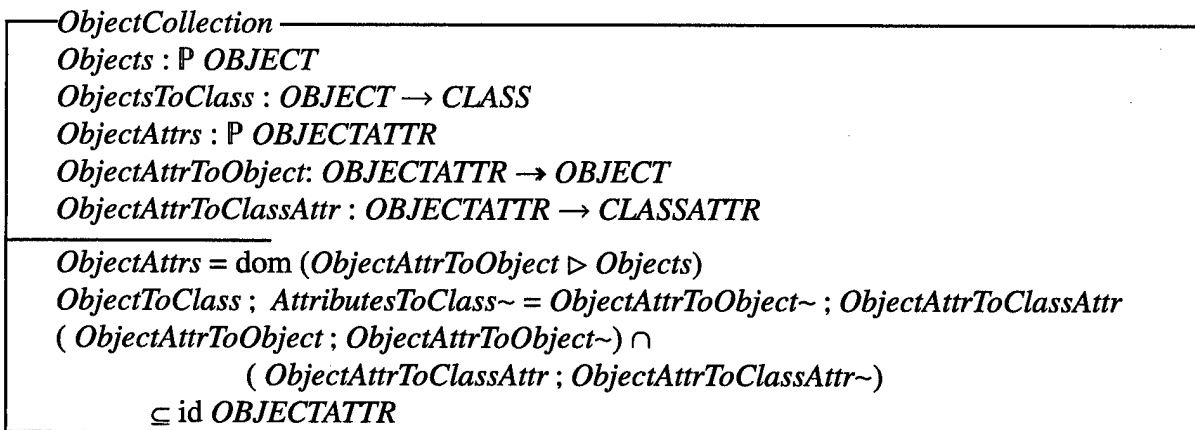 ObjectCollection
Objects : ℙ OBJECT
ObjectsToClass : OBJECT → CLASS
ObjectAttrs : ℙ OBJECTATTR
ObjectAttrToObject: OBJECTATTR ↠ OBJECT
ObjectAttrToClassAttr : OBJECTATTR → CLASSATTR
ObjectAttrs = dom (ObjectAttrToObject ▷ Objects)
ObjectToClass ; AttributesToClass~ = ObjectAttrToObject~ ; ObjectAttrToClassAttr
( ObjectAttrToObject ; ObjectAttrToObject~) ∩
( ObjectAttrToClassAttr ; ObjectAttrToClassAttr~)
⊆ id OBJECTATTR